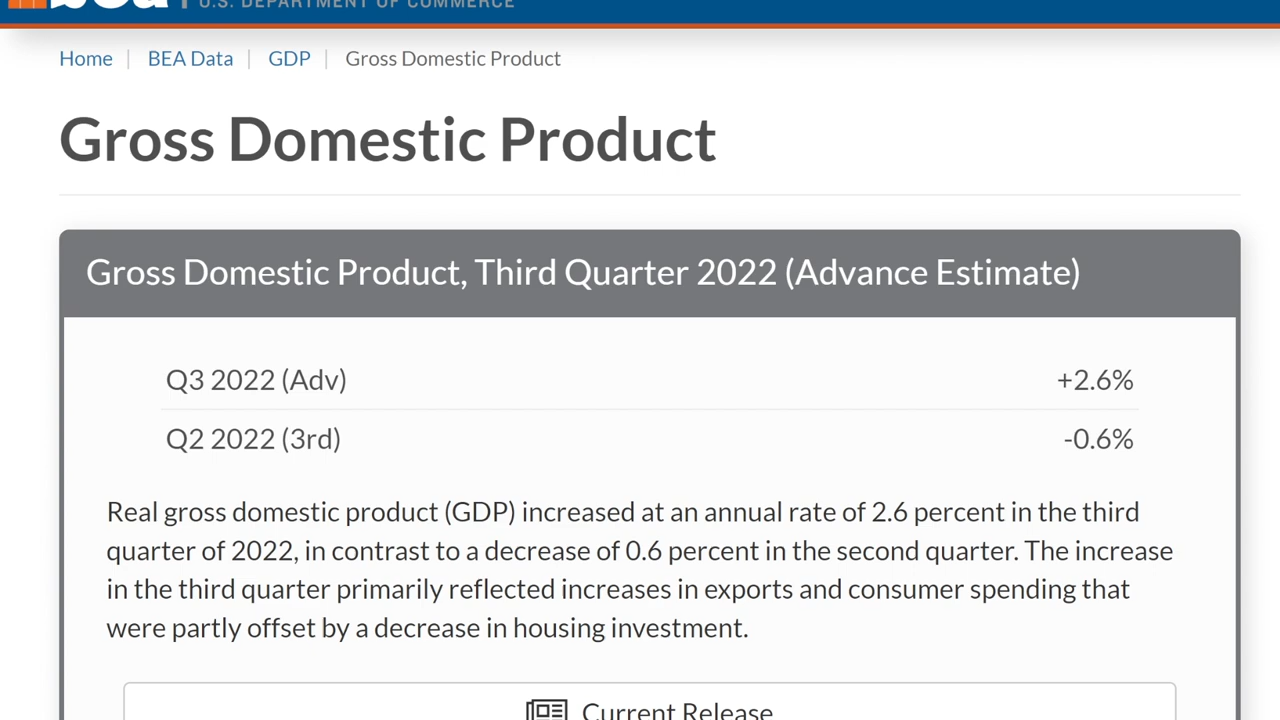 bea | U.S. DEPARTMENT OF COMMERCE
Home | BEA Data | GDP | Gross Domestic Product
Gross Domestic Product
Gross Domestic Product, Third Quarter 2022 (Advance Estimate)
Q3 2022 (Adv) +2.6%
Q2 2022 (3rd) -0.6%
Real gross domestic product (GDP) increased at an annual rate of 2.6 percent in the third
quarter of 2022, in contrast to a decrease of 0.6 percent in the second quarter. The increase
in the third quarter primarily reflected increases in exports and consumer spending that
were partly offset by a decrease in housing investment.
Current Release